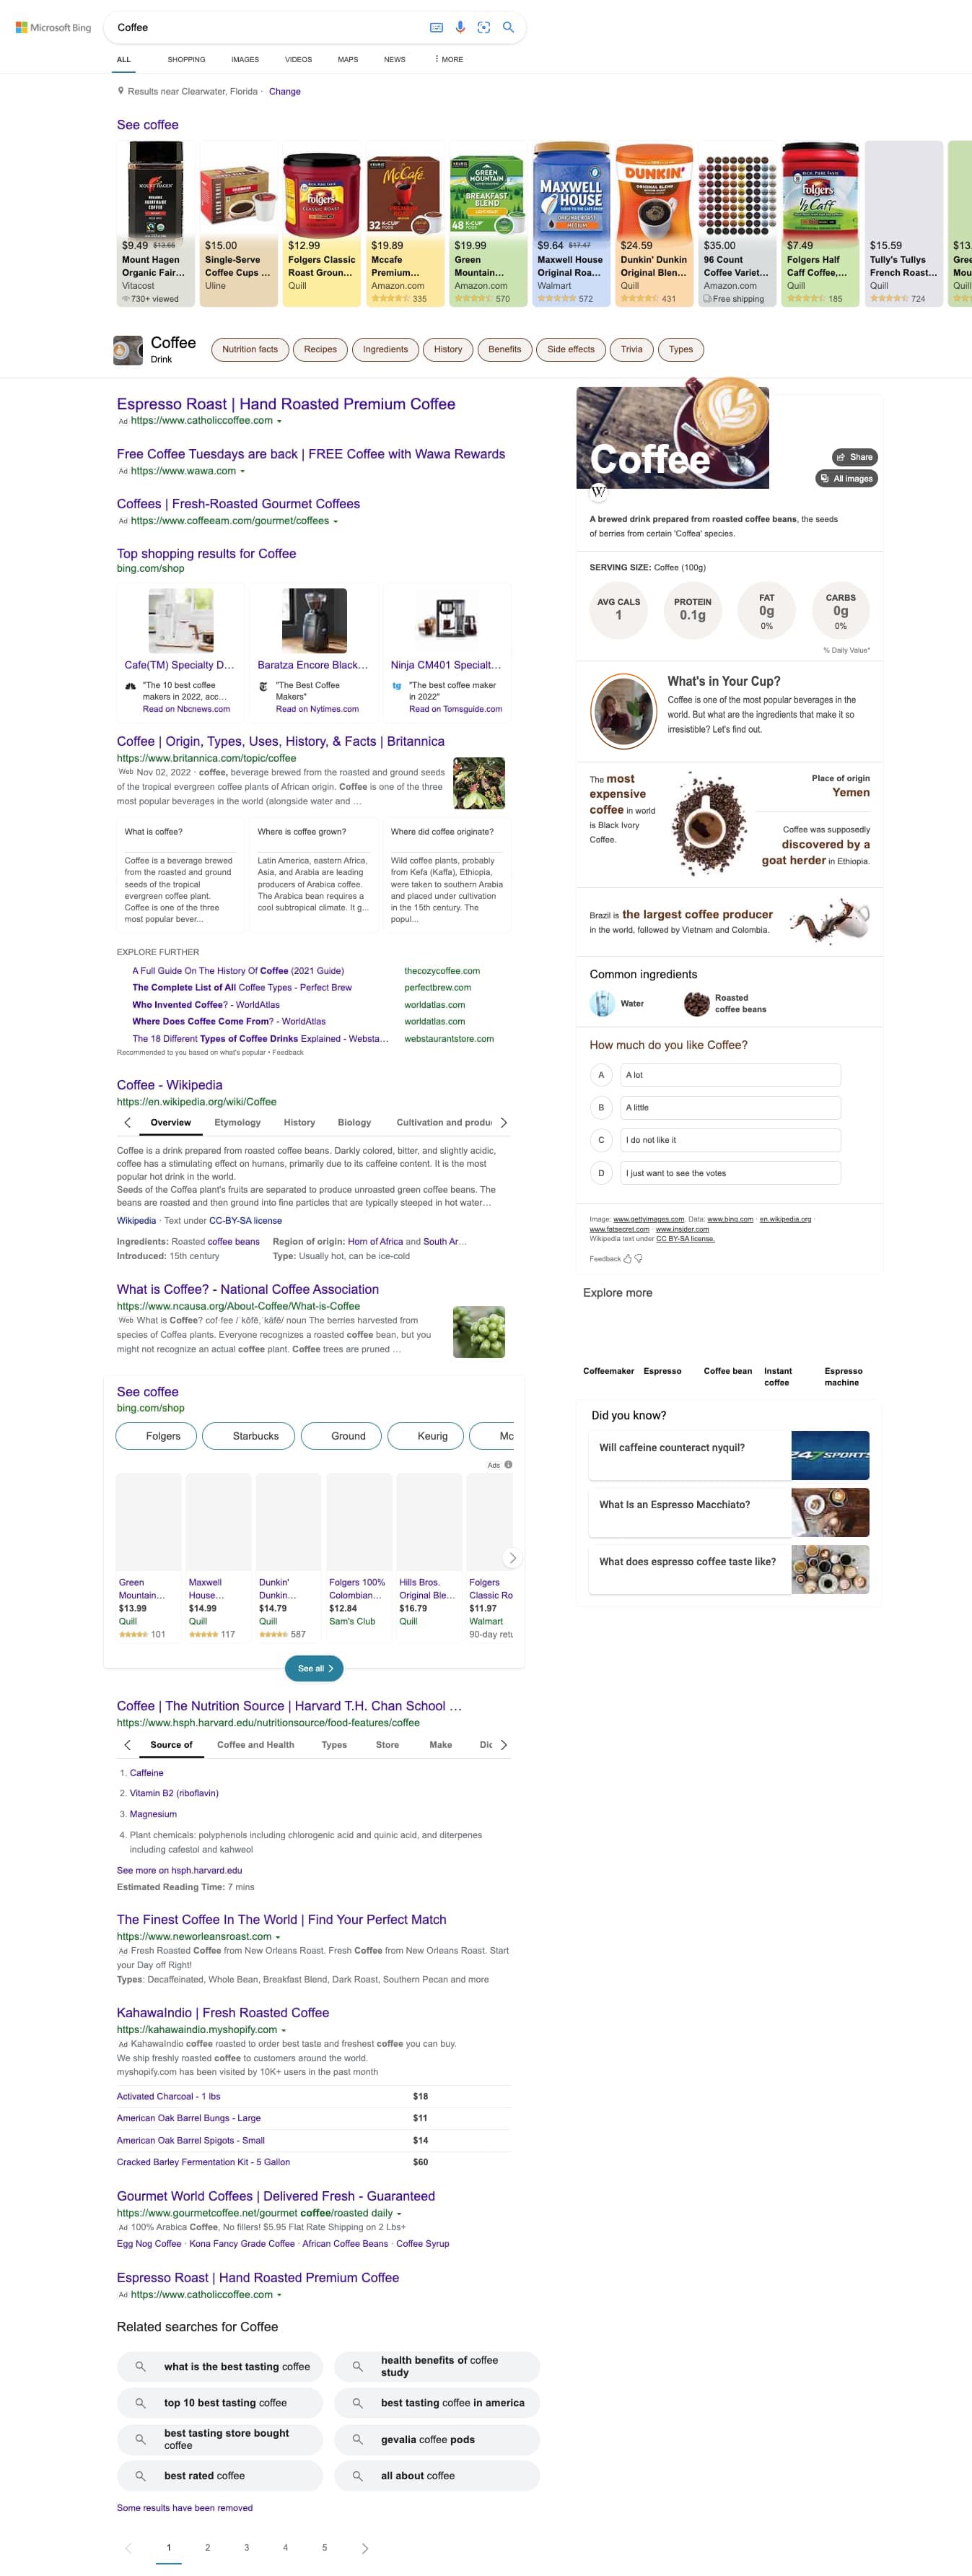 Microsoft Bing
Coffee
ALL SHOPPING IMAGES VIDEOS MAPS NEWS MORE
Results near Clearwater, Florida · Change
See coffee
MOUNT HAGEN
Folgers
CLASSIC ROAST
McCafe
32 K-CUP
GREEN MOUNTAIN
BREAKFAST BLEND
48 K-CUP
MAXWELL HOUSE
ORIGINAL ROAST
MEDIUM
DUNKIN'
ORIGINAL BLEND
Folgers
1/2 Caff
$9.49 $13.55
Mount Hagen
Organic Fair...
Vitacost
730+ viewed
$15.00
Single-Serve
Coffee Cups ...
Uline
$12.99
Folgers Classic
Roast Groun...
Quill
$19.89
Mccafe
Premium...
Amazon.com
335
$19.99
Green
Mountain...
Amazon.com
570
$9.64 $17.47
Maxwell House
Original Roa...
Walmart
572
$24.59
Dunkin' Dunkin
Original Blen...
Quill
431
$35.00
96 Count
Coffee Variet...
Amazon.com
Free shipping
$7.49
Folgers Half
Caff Coffee,...
Quill
185
$15.59
Tully's Tullys
French Roast...
Quill
724
$13.
Gree
Mou
Quill
Coffee
Drink
Nutrition facts Recipes Ingredients History Benefits Side effects Trivia Types
Espresso Roast | Hand Roasted Premium Coffee
Ad https://www.catholiccoffee.com
Free Coffee Tuesdays are back | FREE Coffee with Wawa Rewards
Ad https://www.wawa.com
Coffees | Fresh-Roasted Gourmet Coffees
Ad https://www.coffeeam.com/gourmet/coffees
Top shopping results for Coffee
bing.com/shop
Cafe(TM) Specialty D...
"The 10 best coffee
makers in 2022, acc...
Read on Nbcnews.com
Baratza Encore Black...
"The Best Coffee
Makers"
Read on Nytimes.com
Ninja CM401 Specialt...
tg "The best coffee maker
in 2022"
Read on Tomsguide.com
Coffee | Origin, Types, Uses, History, & Facts | Britannica
https://www.britannica.com/topic/coffee
Web Nov 02, 2022 · coffee, beverage brewed from the roasted and ground seeds
of the tropical evergreen coffee plants of African origin. Coffee is one of the three
most popular beverages in the world (alongside water and ...
What is coffee?
Coffee is a beverage brewed
from the roasted and ground
seeds of the tropical
evergreen coffee plant.
Coffee is one of the three
most popular bever...
Where is coffee grown?
Latin America, eastern Africa,
Asia, and Arabia are leading
producers of Arabica coffee.
The Arabica bean requires a
cool subtropical climate. It g...
Where did coffee originate?
Wild coffee plants, probably
from Kefa (Kaffa), Ethiopia,
were taken to southern Arabia
and placed under cultivation
in the 15th century. The
popul...
EXPLORE FURTHER
A Full Guide On The History Of Coffee (2021 Guide) thecozycoffee.com
The Complete List of All Coffee Types - Perfect Brew perfectbrew.com
Who Invented Coffee? - WorldAtlas worldatlas.com
Where Does Coffee Come From? - WorldAtlas worldatlas.com
The 18 Different Types of Coffee Drinks Explained - Websta... webstaurantstore.com
Recommended to you based on what's popular • Feedback
Coffee - Wikipedia
https://en.wikipedia.org/wiki/Coffee
Overview Etymology History Biology Cultivation and produc
Coffee is a drink prepared from roasted coffee beans. Darkly colored, bitter, and slightly acidic,
coffee has a stimulating effect on humans, primarily due to its caffeine content. It is the most
popular hot drink in the world.
Seeds of the Coffea plant's fruits are separated to produce unroasted green coffee beans. The
beans are roasted and then ground into fine particles that are typically steeped in hot water...
Wikipedia · Text under CC-BY-SA license
Ingredients: Roasted coffee beans Region of origin: Horn of Africa and South Ar...
Introduced: 15th century Type: Usually hot, can be ice-cold
What is Coffee? - National Coffee Association
https://www.ncausa.org/About-Coffee/What-is-Coffee
Web What is Coffee? cof·fee / ˈkôfē, ˈkäfē/ noun The berries harvested from
species of Coffea plants. Everyone recognizes a roasted coffee bean, but you
might not recognize an actual coffee plant. Coffee trees are pruned ...
See coffee
bing.com/shop
Folgers Starbucks Ground Keurig Mc
Ads
Green
Mountain...
$13.99
Quill
101
Maxwell
House...
$14.99
Quill
117
Dunkin'
Dunkin...
$14.79
Quill
587
Folgers 100%
Colombian...
$12.84
Sam's Club
Hills Bros.
Original Ble...
$16.79
Quill
Folgers
Classic Ro
$11.97
Walmart
90-day retu
See all
Coffee | The Nutrition Source | Harvard T.H. Chan School ...
https://www.hsph.harvard.edu/nutritionsource/food-features/coffee
Source of Coffee and Health Types Store Make Dic
1. Caffeine
2. Vitamin B2 (riboflavin)
3. Magnesium
4. Plant chemicals: polyphenols including chlorogenic acid and quinic acid, and diterpenes
including cafestol and kahweol
See more on hsph.harvard.edu
Estimated Reading Time: 7 mins
The Finest Coffee In The World | Find Your Perfect Match
https://www.neworleansroast.com
Ad Fresh Roasted Coffee from New Orleans Roast. Fresh Coffee from New Orleans Roast. Start
your Day off Right!
Types: Decaffeinated, Whole Bean, Breakfast Blend, Dark Roast, Southern Pecan and more
KahawaIndio | Fresh Roasted Coffee
https://kahawaindio.myshopify.com
Ad KahawaIndio coffee roasted to order best taste and freshest coffee you can buy.
We ship freshly roasted coffee to customers around the world.
myshopify.com has been visited by 10K+ users in the past month
Activated Charcoal - 1 lbs $18
American Oak Barrel Bungs - Large $11
American Oak Barrel Spigots - Small $14
Cracked Barley Fermentation Kit - 5 Gallon $60
Gourmet World Coffees | Delivered Fresh - Guaranteed
https://www.gourmetcoffee.net/gourmet coffee/roasted daily
Ad 100% Arabica Coffee, No fillers! $5.95 Flat Rate Shipping on 2 Lbs+
Egg Nog Coffee · Kona Fancy Grade Coffee · African Coffee Beans · Coffee Syrup
Espresso Roast | Hand Roasted Premium Coffee
Ad https://www.catholiccoffee.com
Related searches for Coffee
what is the best tasting coffee
health benefits of coffee
study
top 10 best tasting coffee
best tasting coffee in america
best tasting store bought
coffee
gevalia coffee pods
best rated coffee
all about coffee
Some results have been removed
1 2 3 4 5
Coffee
W
Share
All images
A brewed drink prepared from roasted coffee beans, the seeds
of berries from certain 'Coffea' species.
SERVING SIZE: Coffee (100g)
AVG CALS
1
PROTEIN
0.1g
FAT
0g
0%
CARBS
0g
0%
% Daily Value*
What's in Your Cup?
Coffee is one of the most popular beverages in the
world. But what are the ingredients that make it so
irresistible? Let's find out.
The most
expensive
coffee in world
is Black Ivory
Coffee.
Place of origin
Yemen
Coffee was supposedly
discovered by a
goat herder in Ethiopia.
Brazil is the largest coffee producer
in the world, followed by Vietnam and Colombia.
Common ingredients
Water
Roasted
coffee beans
How much do you like Coffee?
A A lot
B A little
C I do not like it
D I just want to see the votes
Image: www.gettyimages.com. Data: www.bing.com · en.wikipedia.org ·
www.fatsecret.com · www.insider.com
Wikipedia text under CC BY-SA license.
Feedback
Explore more
Coffeemaker
Espresso
Coffee bean
Instant
coffee
Espresso
machine
Did you know?
Will caffeine counteract nyquil?
247SPORTS
What Is an Espresso Macchiato?
What does espresso coffee taste like?